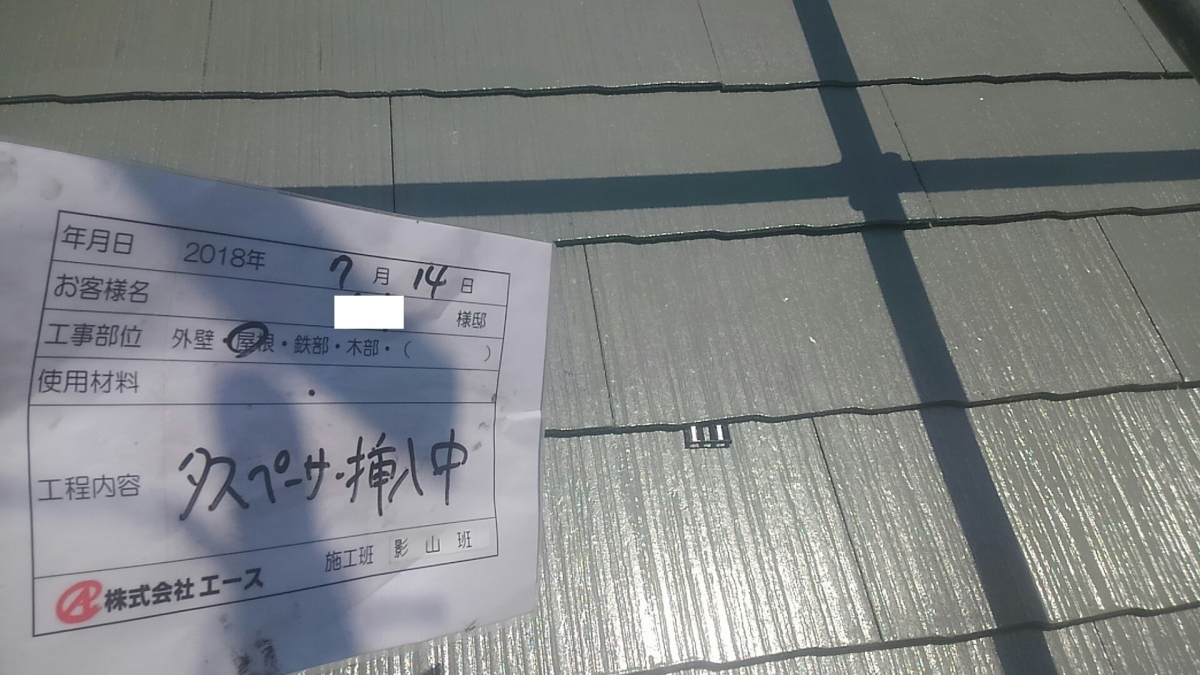 年月日 2018年 7月 14日
お客様名 様邸
工事部位 外壁・屋根・鉄部・木部・( )
使用材料
工程内容 タスペーサー挿入中
施工班 影山班
株式会社エース